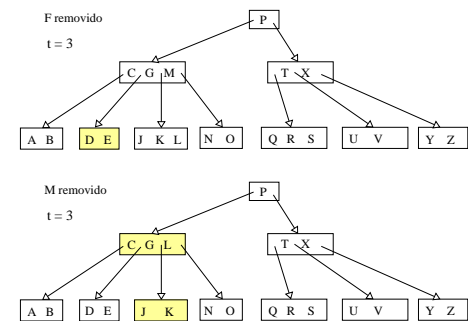 F removido
P
t = 3
C G M
T X
A B
D E
J K L
N O
Q R S
U V
Y Z
M removido
P
t = 3
C G L
T X
A B
D E
J K
N O
Q R S
U V
Y Z